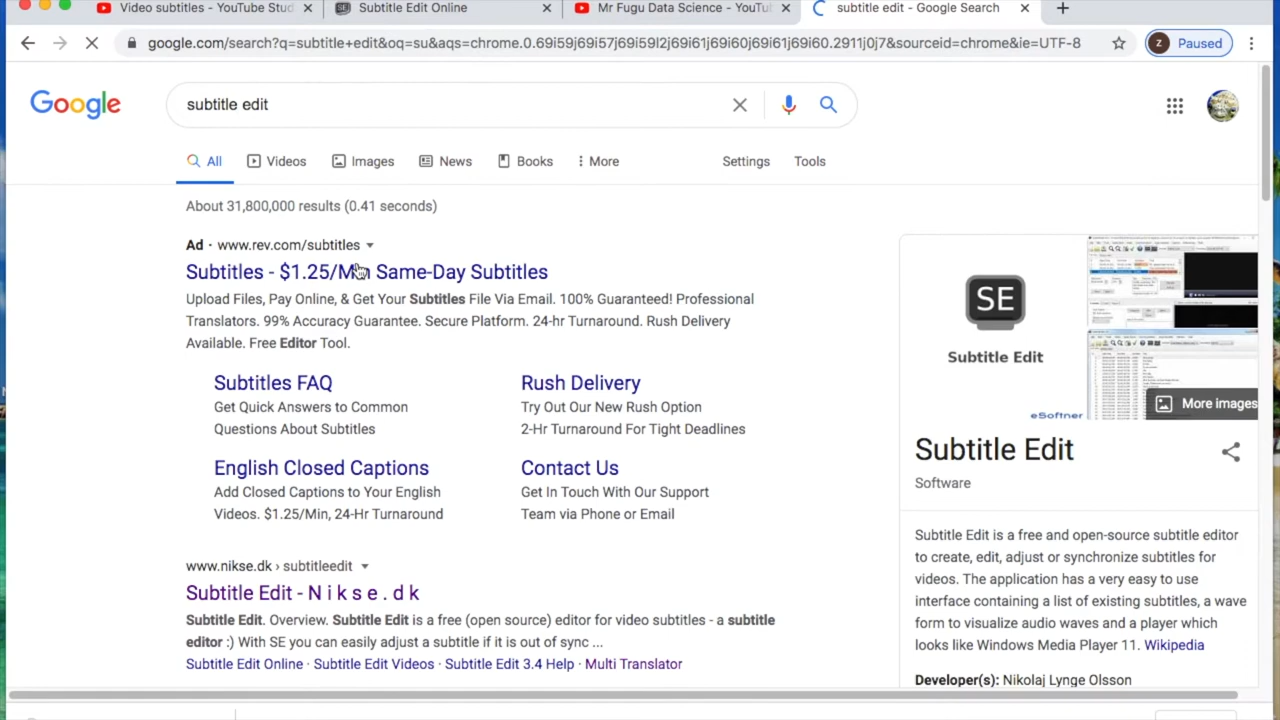 Video subtitles - YouTube Stud
Subtitle Edit Online
Mr Fugu Data Science - YouTu
subtitle edit - Google Search
google.com/search?q=subtitle+edit&oq=su&aqs=chrome.0.69i59j69i57j69i59l2j69i61j69i60j69i61j69i60.2911j0j7&sourceid=chrome&ie=UTF-8
z Paused
Google
subtitle edit
All Videos Images News Books More Settings Tools
About 31,800,000 results (0.41 seconds)
Ad · www.rev.com/subtitles
Subtitles - $1.25/Min Same-Day Subtitles
Upload Files, Pay Online, & Get Your Subtitles File Via Email. 100% Guaranteed! Professional
Translators. 99% Accuracy Guarantee. Secure Platform. 24-hr Turnaround. Rush Delivery
Available. Free Editor Tool.
Subtitles FAQ
Get Quick Answers to Common
Questions About Subtitles
Rush Delivery
Try Out Our New Rush Option
2-Hr Turnaround For Tight Deadlines
English Closed Captions
Add Closed Captions to Your English
Videos. $1.25/Min, 24-Hr Turnaround
Contact Us
Get In Touch With Our Support
Team via Phone or Email
www.nikse.dk › subtitleedit
Subtitle Edit - N i k s e . d k
Subtitle Edit. Overview. Subtitle Edit is a free (open source) editor for video subtitles - a subtitle
editor :) With SE you can easily adjust a subtitle if it is out of sync ...
Subtitle Edit Online · Subtitle Edit Videos · Subtitle Edit 3.4 Help · Multi Translator
SE
Subtitle Edit
eSoftner
More images
Subtitle Edit
Software
Subtitle Edit is a free and open-source subtitle editor
to create, edit, adjust or synchronize subtitles for
videos. The application has a very easy to use
interface containing a list of existing subtitles, a wave
form to visualize audio waves and a player which
looks like Windows Media Player 11. Wikipedia
Developer(s): Nikolaj Lynge Olsson